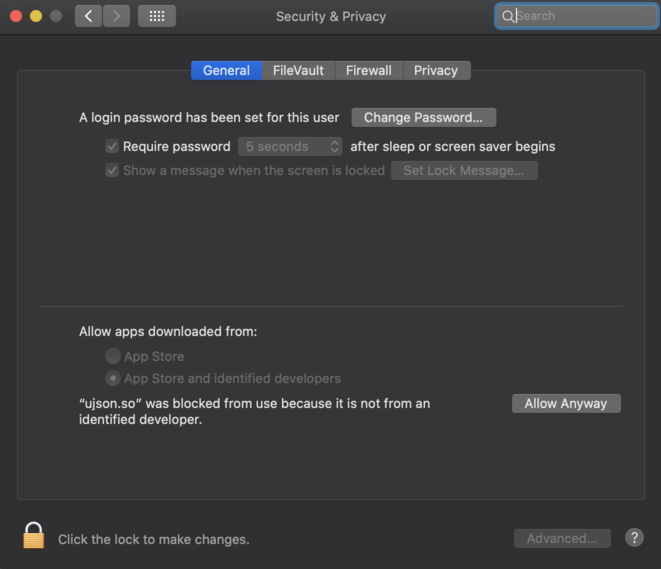 Security & Privacy
Search
General
FileVault
Firewall
Privacy
A login password has been set for this user
Change Password...
Require password
5 seconds
after sleep or screen saver begins
Show a message when the screen is locked
Set Lock Message...
Allow apps downloaded from:
App Store
App Store and identified developers
“ujson.so” was blocked from use because it is not from an
identified developer.
Allow Anyway
Click the lock to make changes.
Advanced...
?